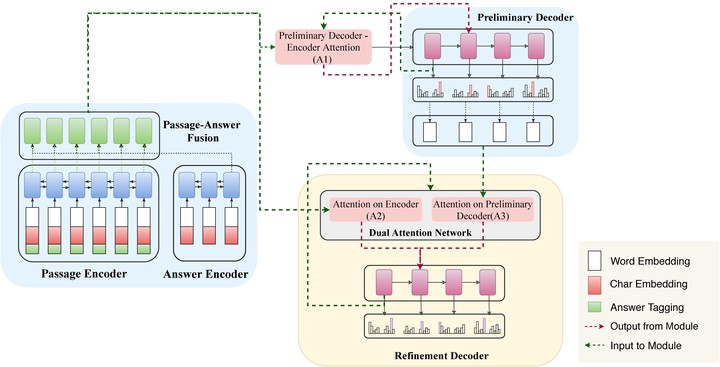 Preliminary Decoder -
Encoder Attention
(A1)
Preliminary Decoder
Passage-Answer
Fusion
Passage Encoder
Answer Encoder
Attention on Encoder
(A2)
Attention on Preliminary
Decoder(A3)
Dual Attention Network
Refinement Decoder
Word Embedding
Char Embedding
Answer Tagging
Output from Module
Input to Module